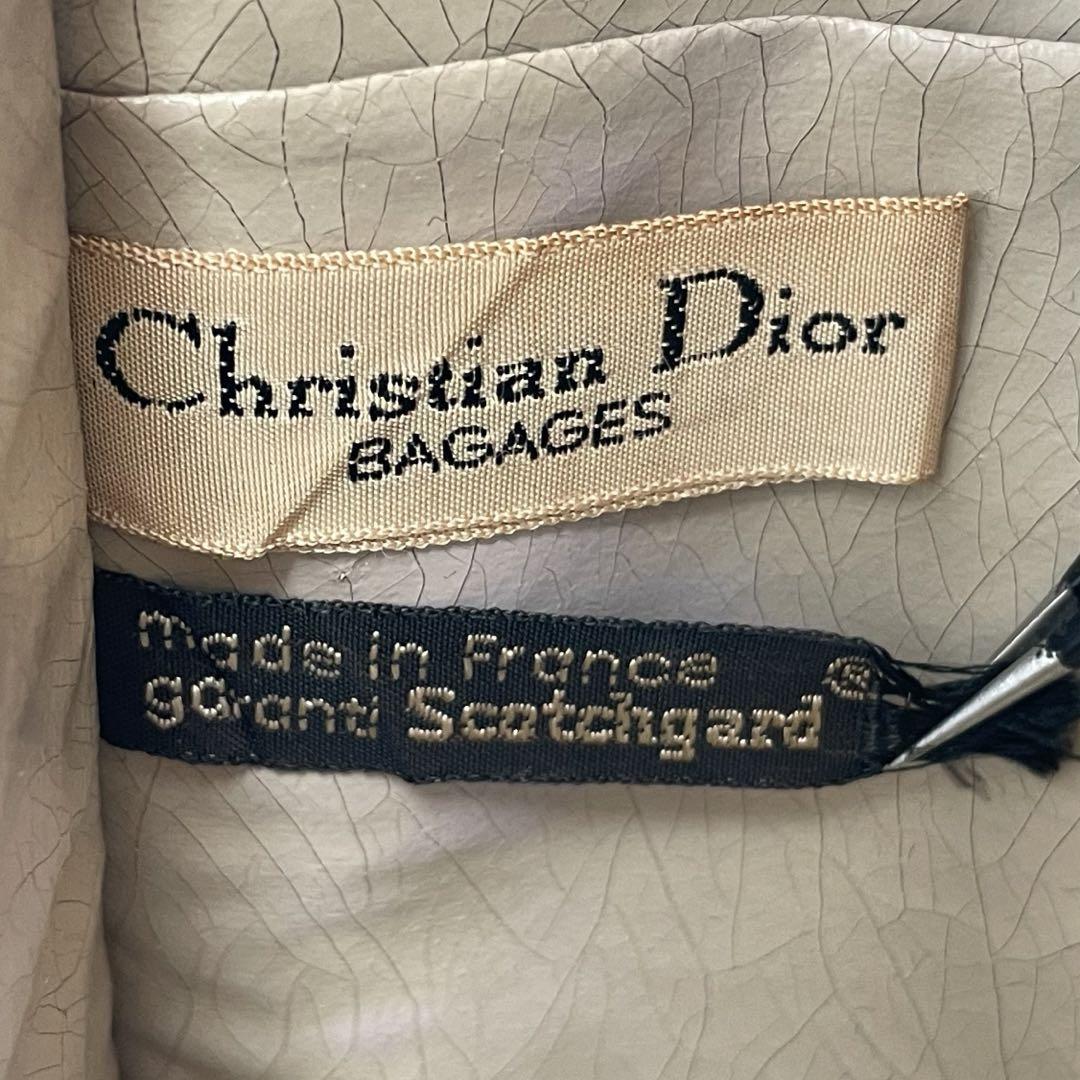 Christian Dior
BAGAGES
made in France
garanti Scotchgard ®